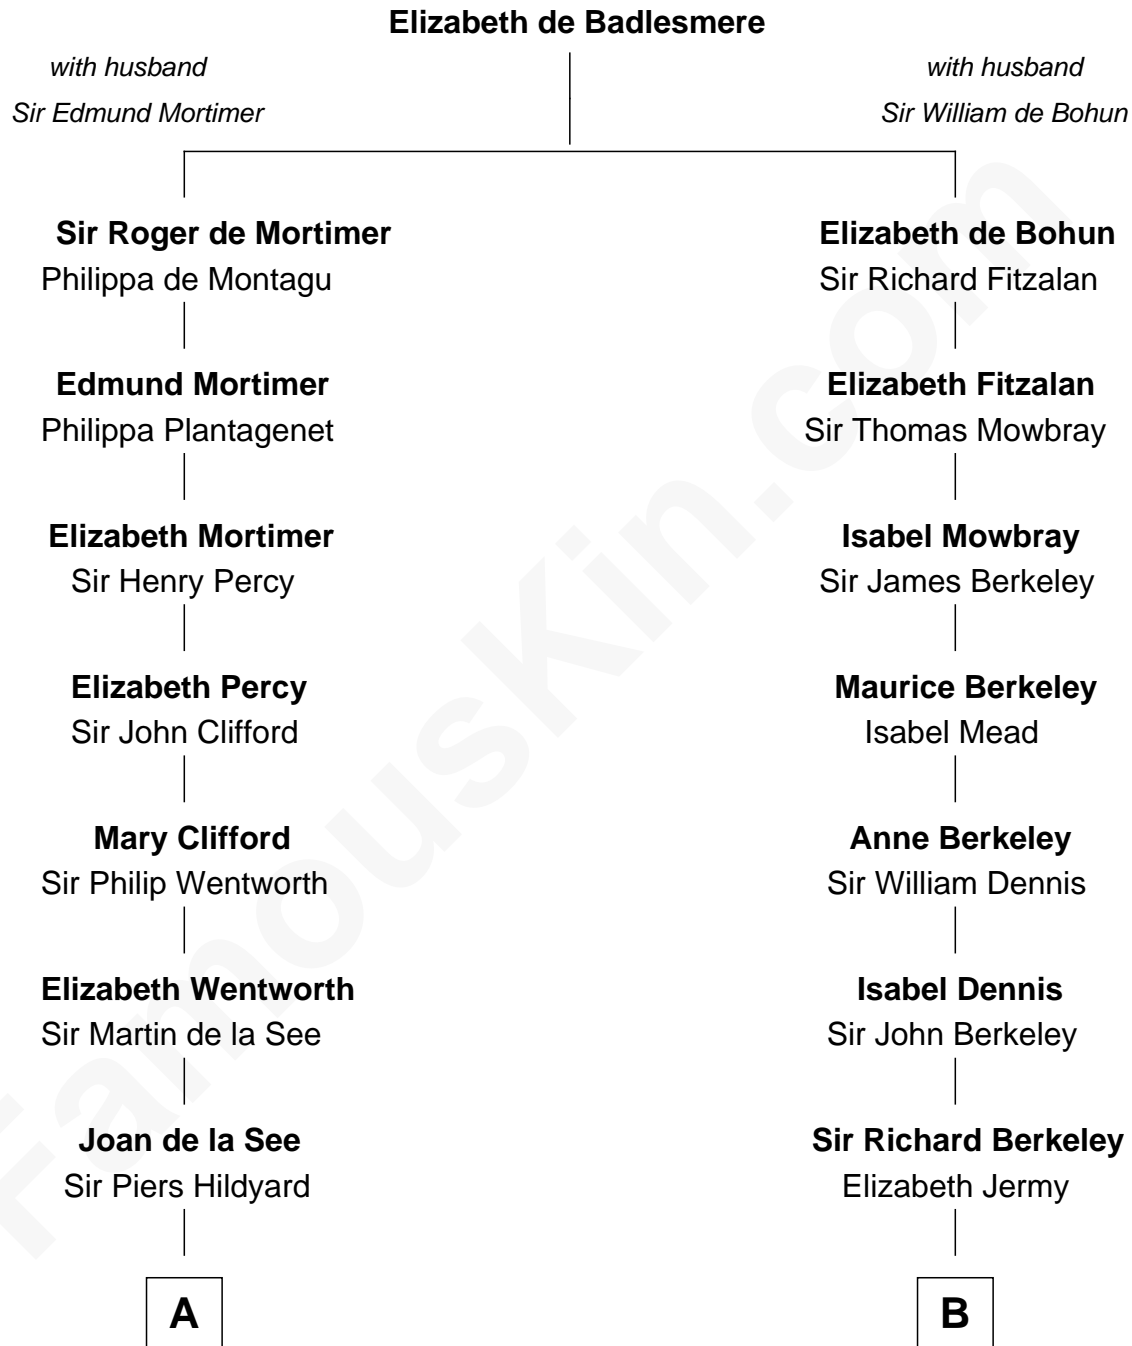 Elizabeth de Badlesmere
with husband
Sir Edmund Mortimer
with husband
Sir William de Bohun
Sir Roger de Mortimer
Philippa de Montagu
Elizabeth de Bohun
Sir Richard Fitzalan
Edmund Mortimer
Philippa Plantagenet
Elizabeth Fitzalan
Sir Thomas Mowbray
Elizabeth Mortimer
Sir Henry Percy
Isabel Mowbray
Sir James Berkeley
Elizabeth Percy
Sir John Clifford
Maurice Berkeley
Isabel Mead
Mary Clifford
Sir Philip Wentworth
Anne Berkeley
Sir William Dennis
Elizabeth Wentworth
Sir Martin de la See
Isabel Dennis
Sir John Berkeley
Joan de la See
Sir Piers Hildyard
Sir Richard Berkeley
Elizabeth Jermy
A
B
FamousKin.com